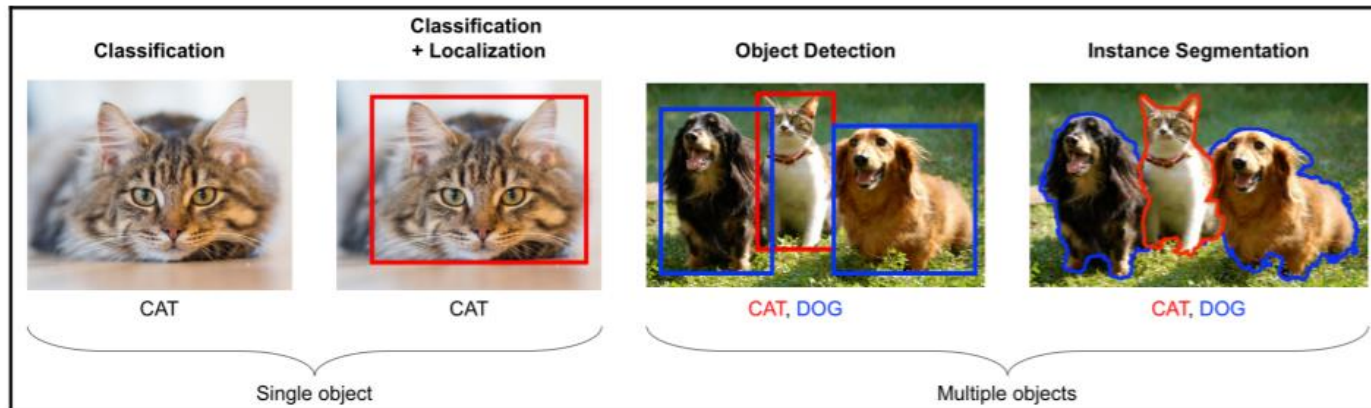 Classification
Classification
+ Localization
Object Detection
Instance Segmentation
CAT
CAT
CAT, DOG
CAT, DOG
Single object
Multiple objects